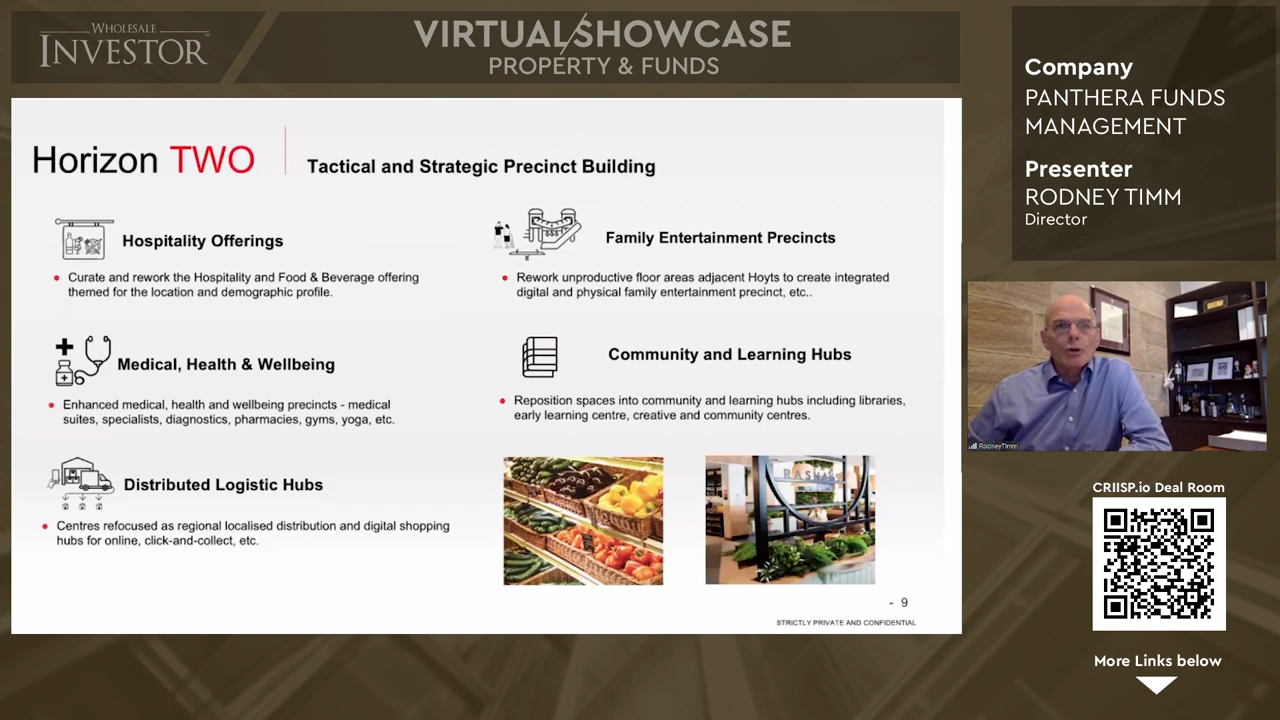 WHOLESALE
INVESTOR
VIRTUAL SHOWCASE
PROPERTY & FUNDS
Company
PANTHERA FUNDS
MANAGEMENT
Presenter
RODNEY TIMM
Director
Horizon TWO
Tactical and Strategic Precinct Building
Hospitality Offerings
Curate and rework the Hospitality and Food & Beverage offering
themed for the location and demographic profile.
Medical, Health & Wellbeing
Enhanced medical, health and wellbeing precincts - medical
suites, specialists, diagnostics, pharmacies, gyms, yoga, etc.
Distributed Logistic Hubs
Centres refocused as regional localised distribution and digital shopping
hubs for online, click-and-collect, etc.
Family Entertainment Precincts
Rework unproductive floor areas adjacent Hoyts to create integrated
digital and physical family entertainment precinct, etc..
Community and Learning Hubs
Reposition spaces into community and learning hubs including libraries,
early learning centre, creative and community centres.
- 9
STRICTLY PRIVATE AND CONFIDENTIAL
RodneyTimm
CRIISP.io Deal Room
More Links below